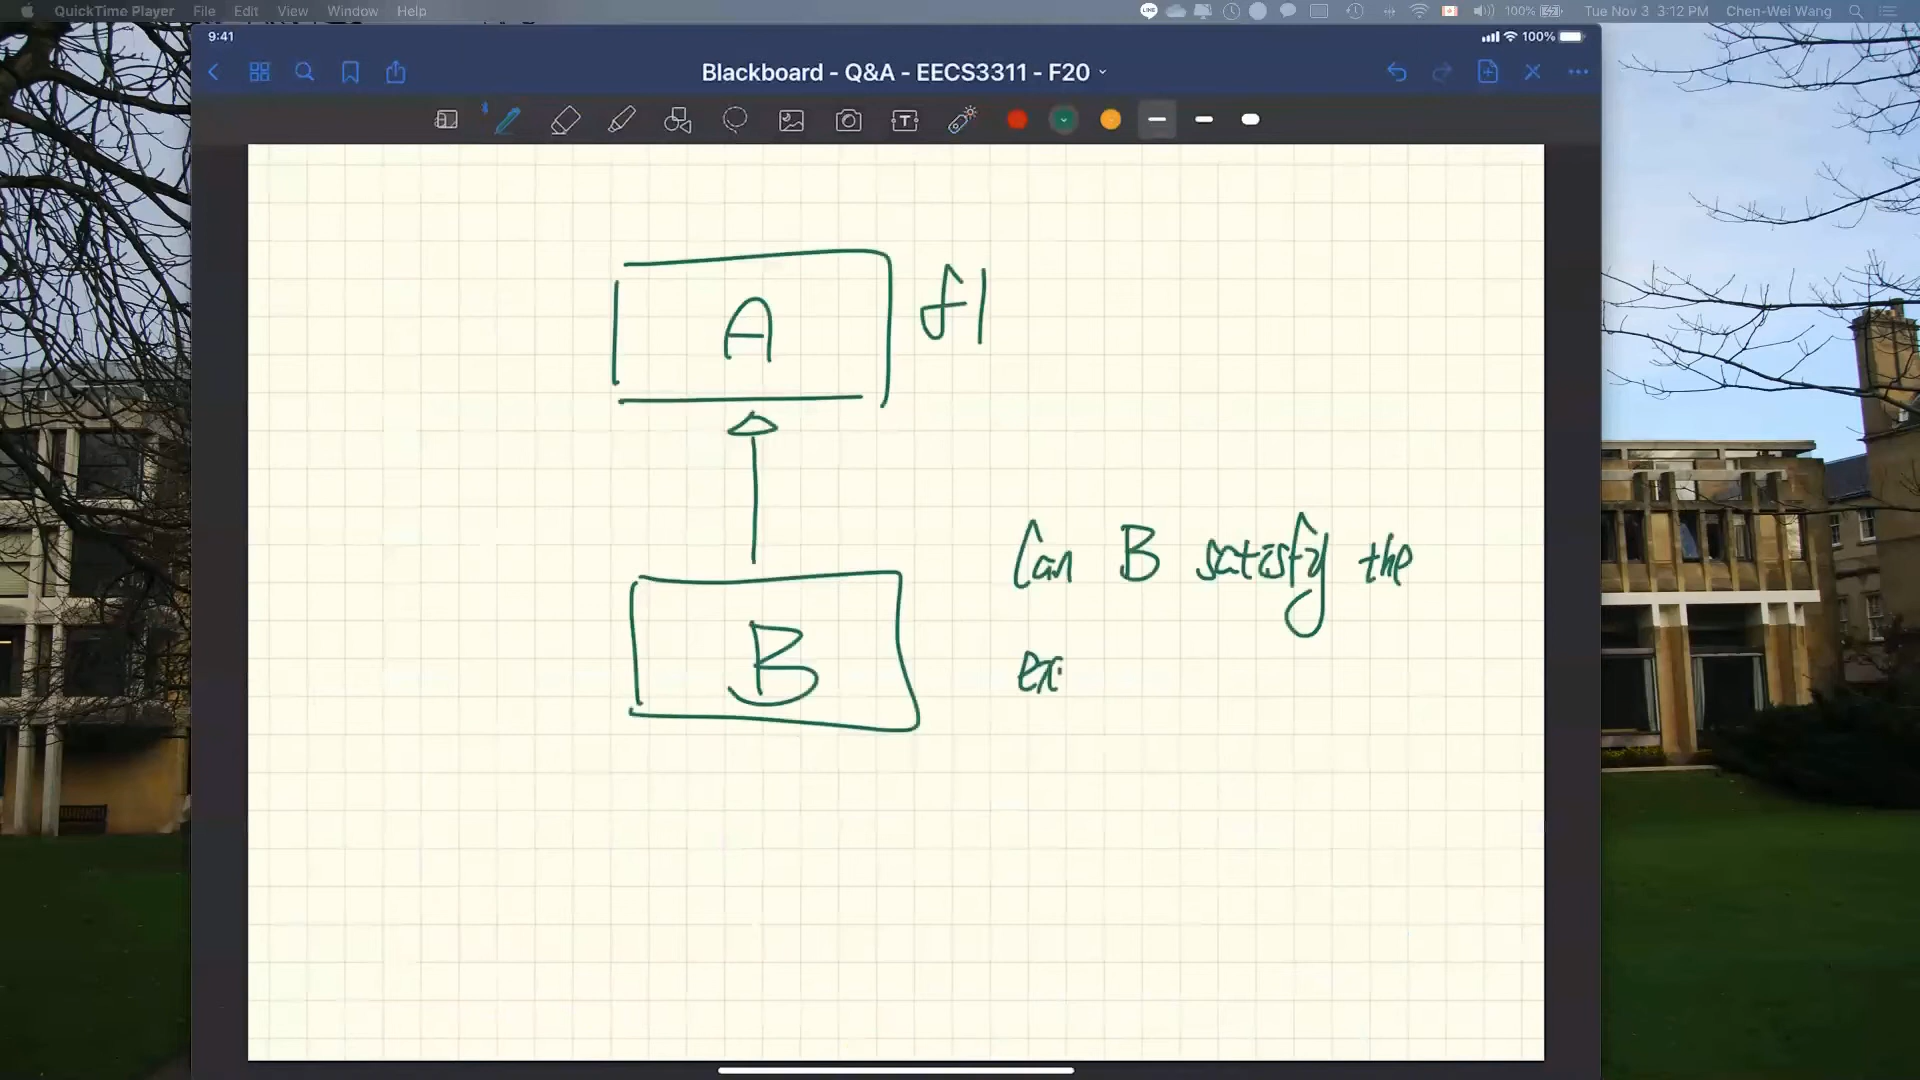 QuickTime Player File Edit View Window Help 100% Tue Nov 3 3:12 PM Chen-Wei Wang
9:41 100%
Blackboard - Q&A - EECS3311 - F20
T
A f1
Can B satisfy the
B ex